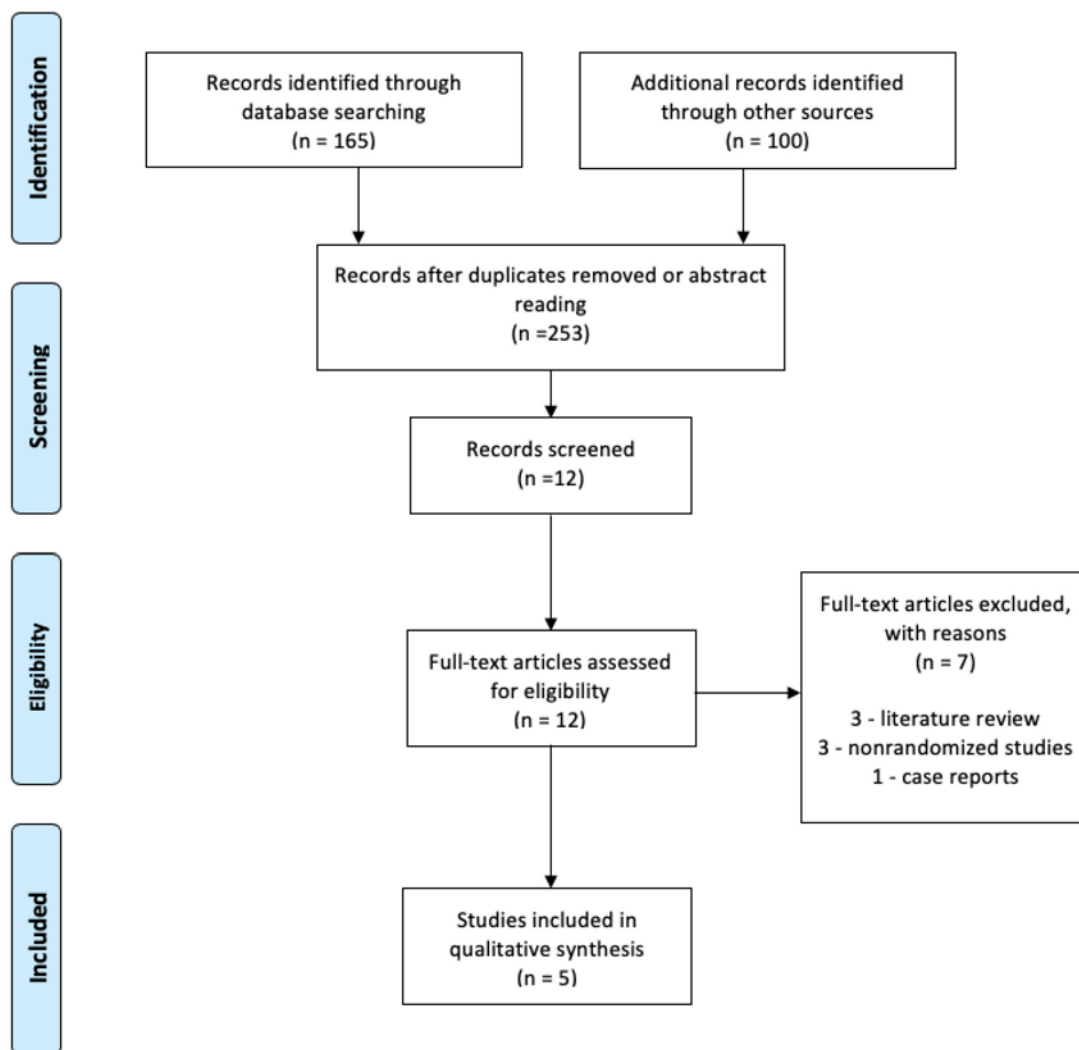 Identification
Records identified through
database searching
(n = 165)
Additional records identified
through other sources
(n = 100)
Screening
Records after duplicates removed or abstract
reading
(n =253)
Records screened
(n =12)
Eligibility
Full-text articles assessed
for eligibility
(n = 12)
Full-text articles excluded,
with reasons
(n = 7)
3 - literature review
3 - nonrandomized studies
1 - case reports
Included
Studies included in
qualitative synthesis
(n = 5)